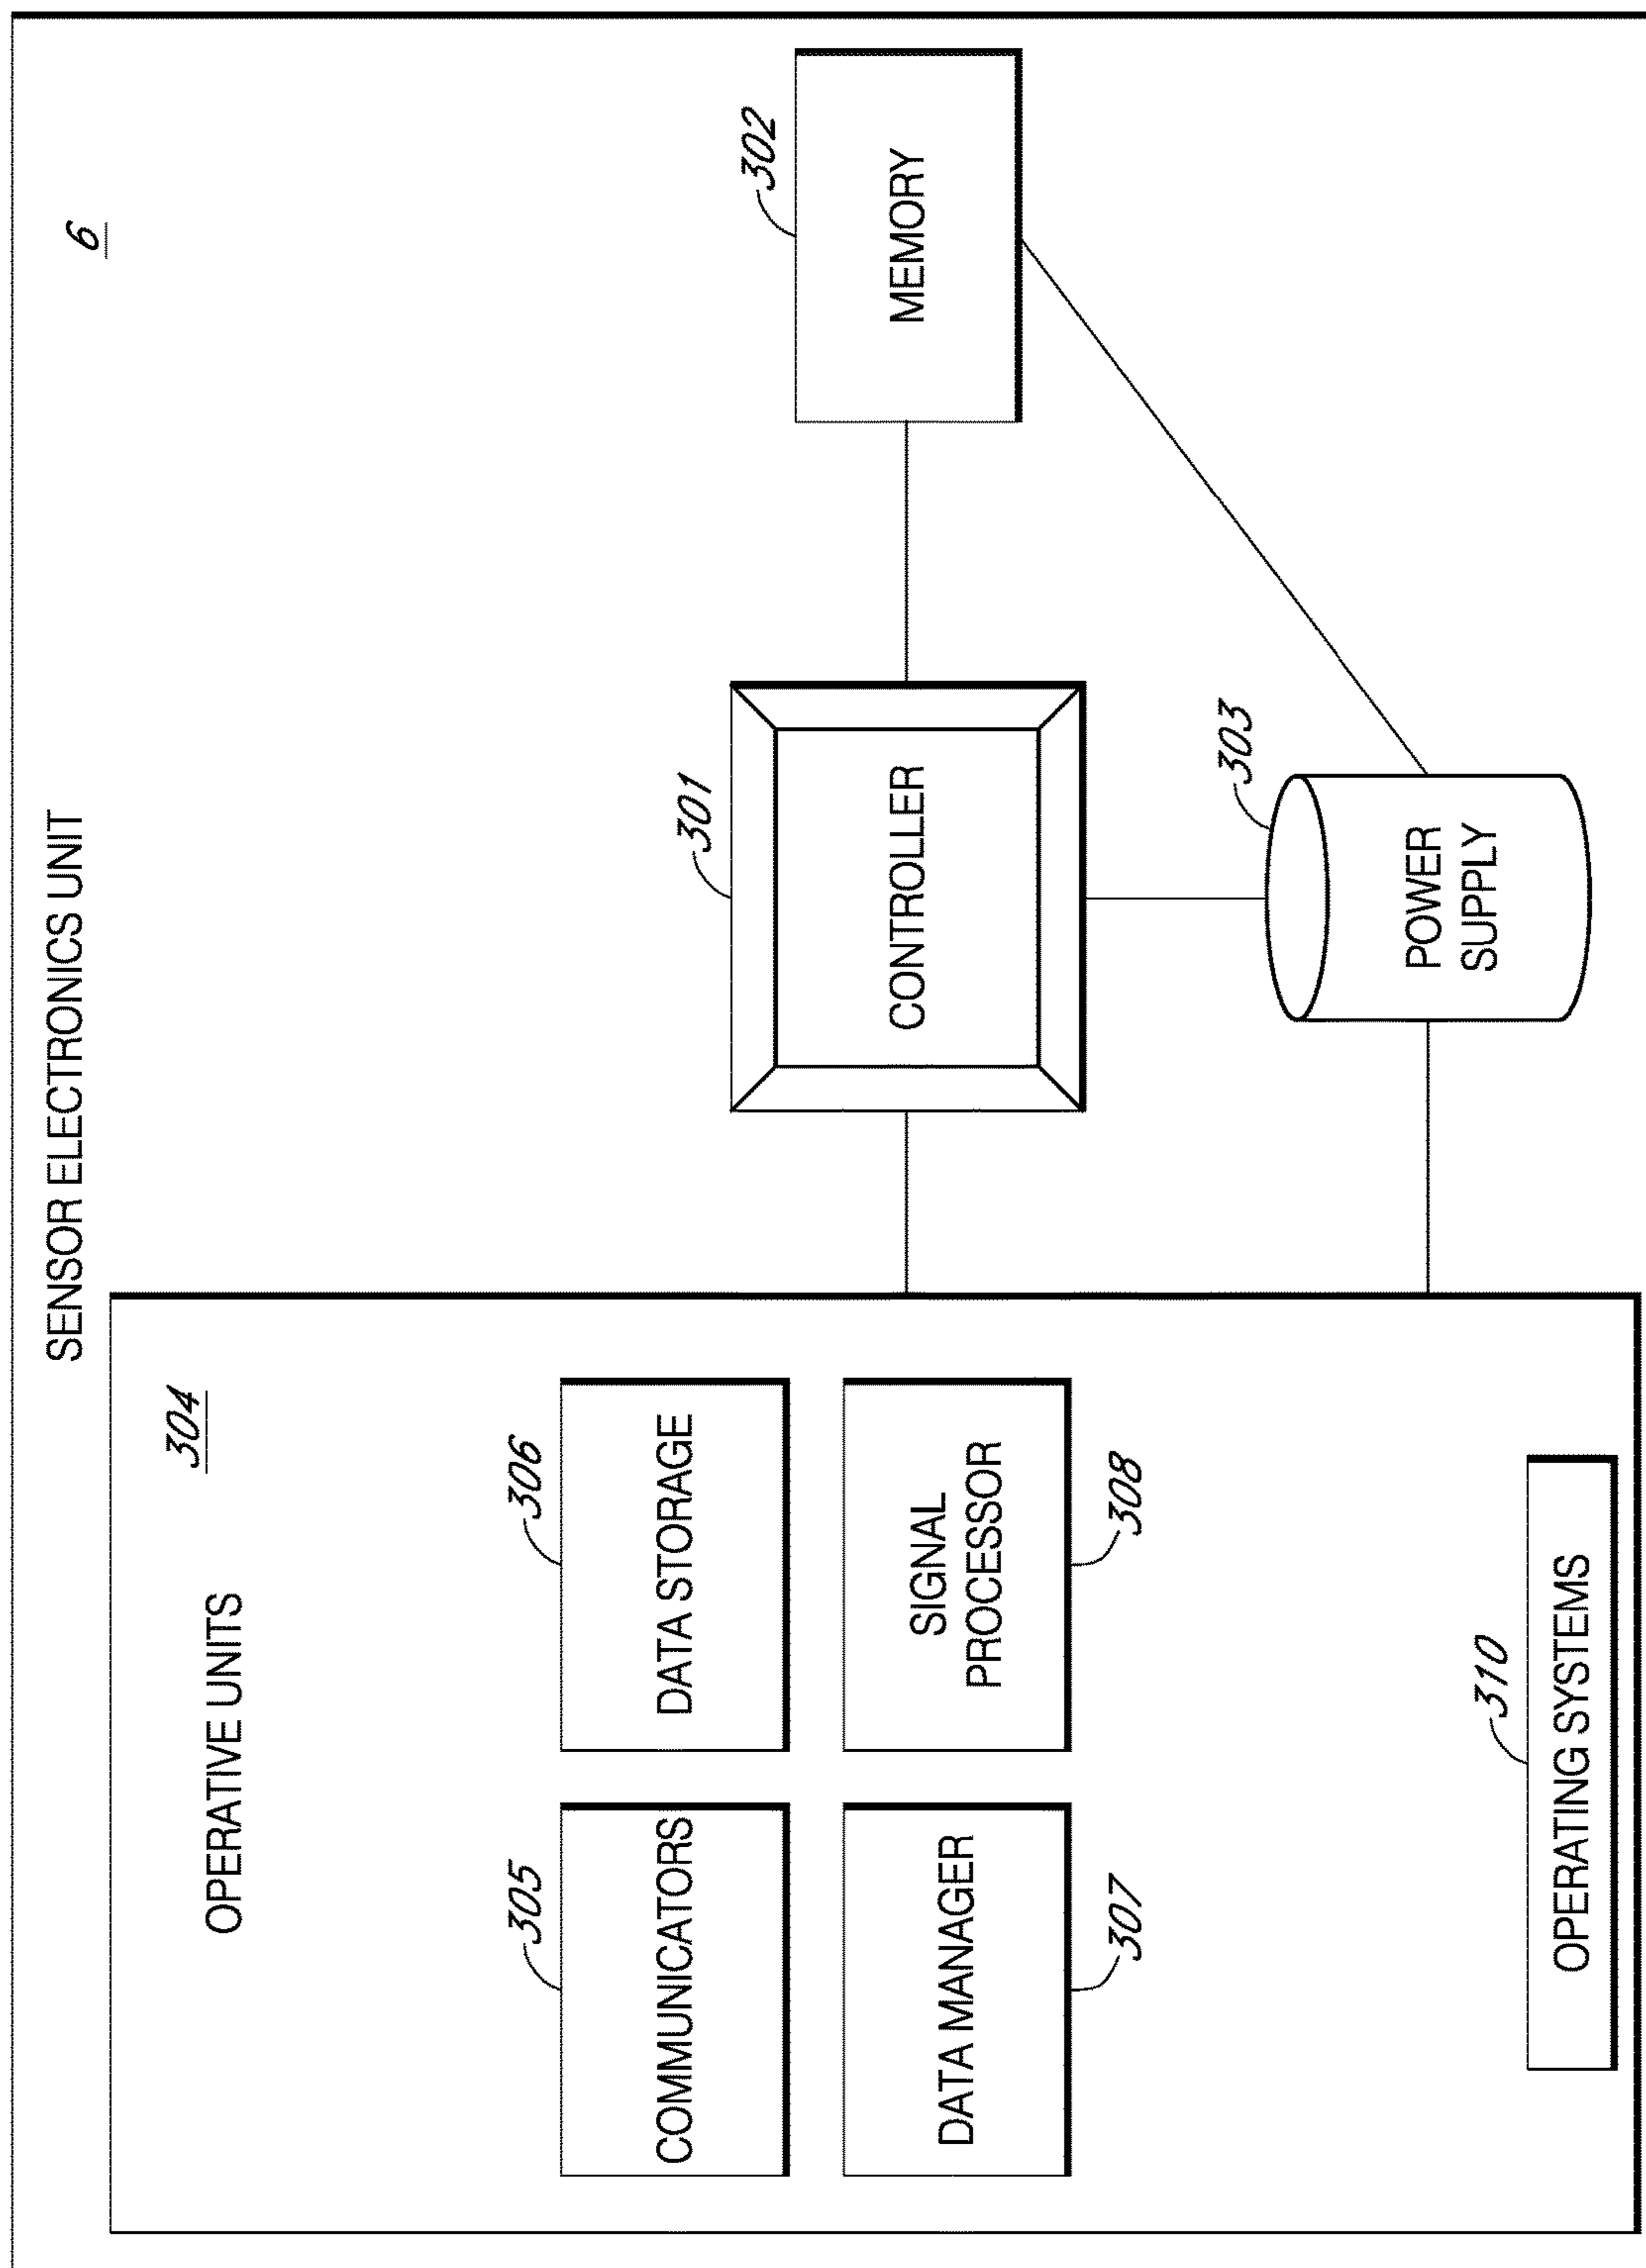 SENSOR ELECTRONICS UNIT
6
OPERATIVE UNITS
304
305
COMMUNICATORS
306
DATA STORAGE
DATA MANAGER
307
SIGNAL
PROCESSOR
308
310
OPERATING SYSTEMS
301
CONTROLLER
302
MEMORY
303
POWER
SUPPLY